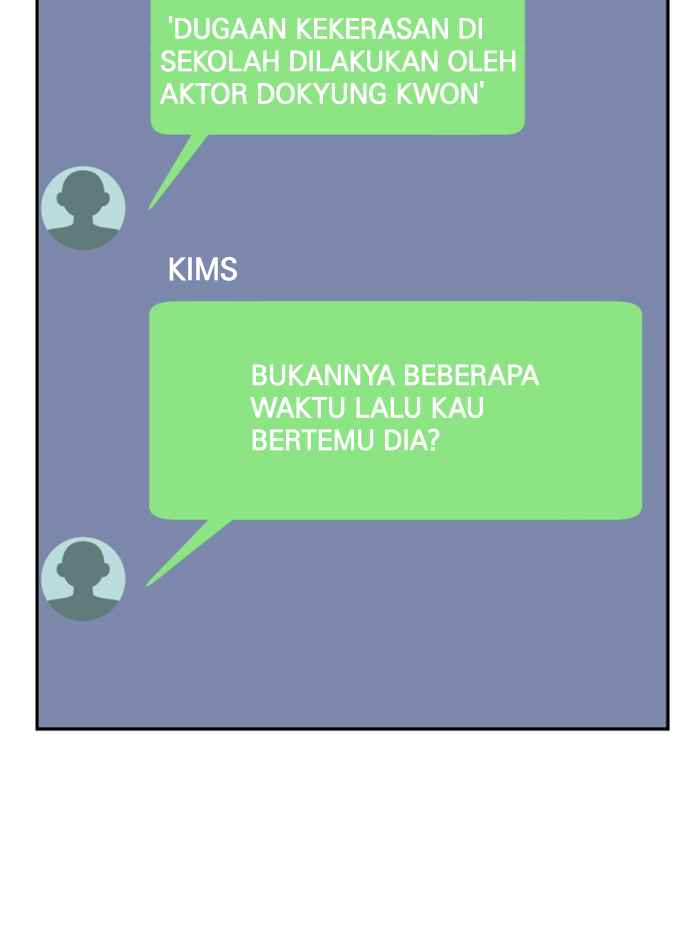 'DUGAAN KEKERASAN DI
SEKOLAH DILAKUKAN OLEH
AKTOR DOKYUNG KWON'
KIMS
BUKANNYA BEBERAPA
WAKTU LALU KAU
BERTEMU DIA?